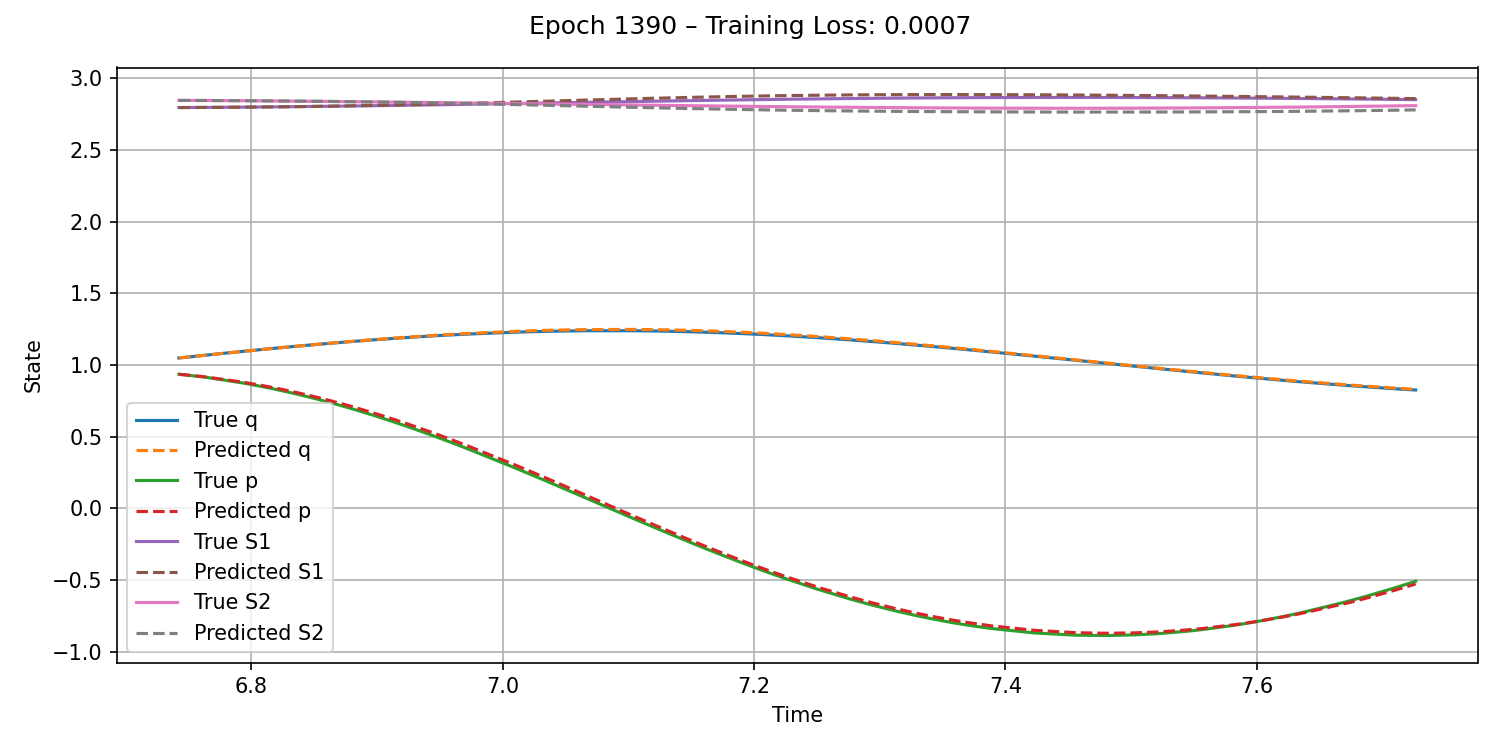 Epoch 1390 – Training Loss: 0.0007
3.0
2.5
2.0
1.5
1.0
0.5
0.0
−0.5
−1.0
State
True q
Predicted q
True p
Predicted p
True S1
Predicted S1
True S2
Predicted S2
6.8 7.0 7.2 7.4 7.6
Time